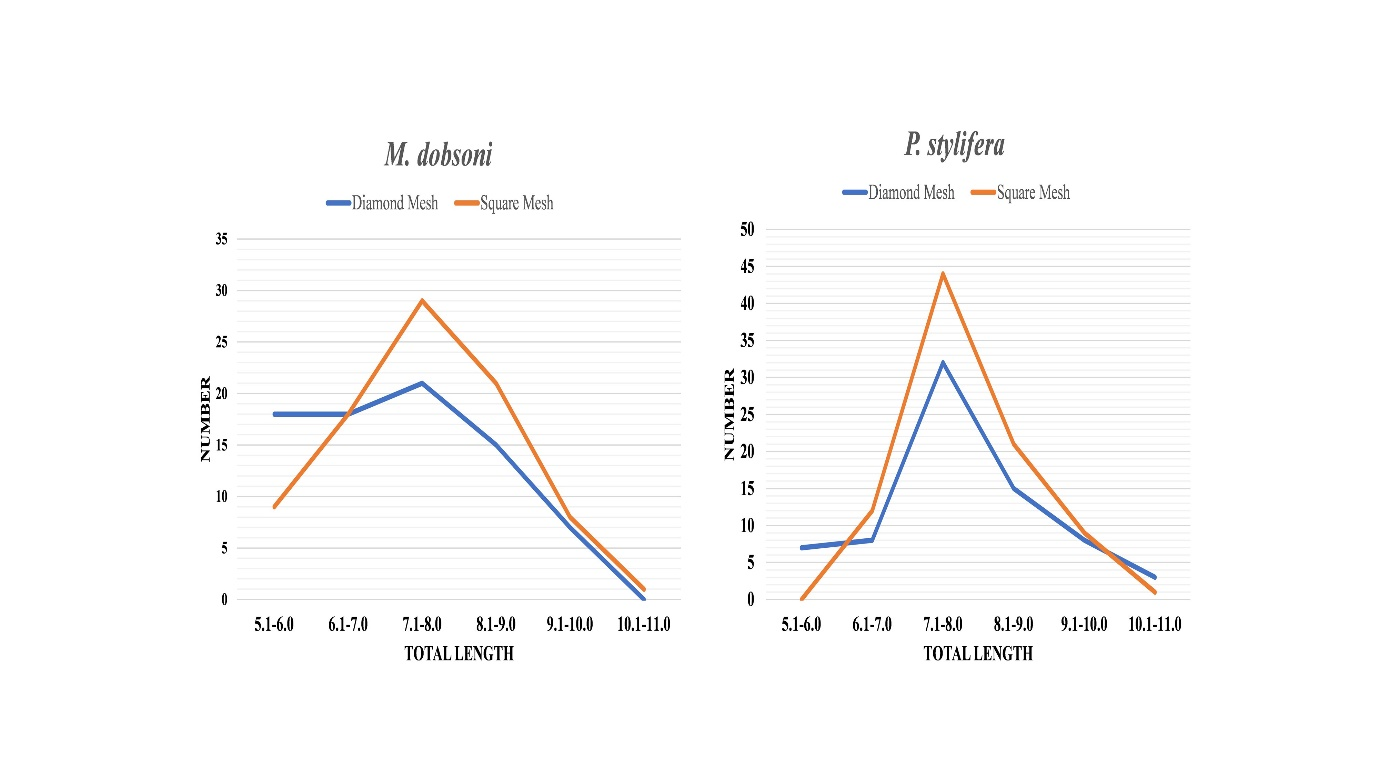 M. dobsoni
Diamond Mesh Square Mesh
35
30
25
20
15
10
5
0
NUMBER
5.1-6.0 6.1-7.0 7.1-8.0 8.1-9.0 9.1-10.0 10.1-11.0
TOTAL LENGTH
P. stylifera
Diamond Mesh Square Mesh
50
45
40
35
30
25
20
15
10
5
0
NUMBER
5.1-6.0 6.1-7.0 7.1-8.0 8.1-9.0 9.1-10.0 10.1-11.0
TOTAL LENGTH